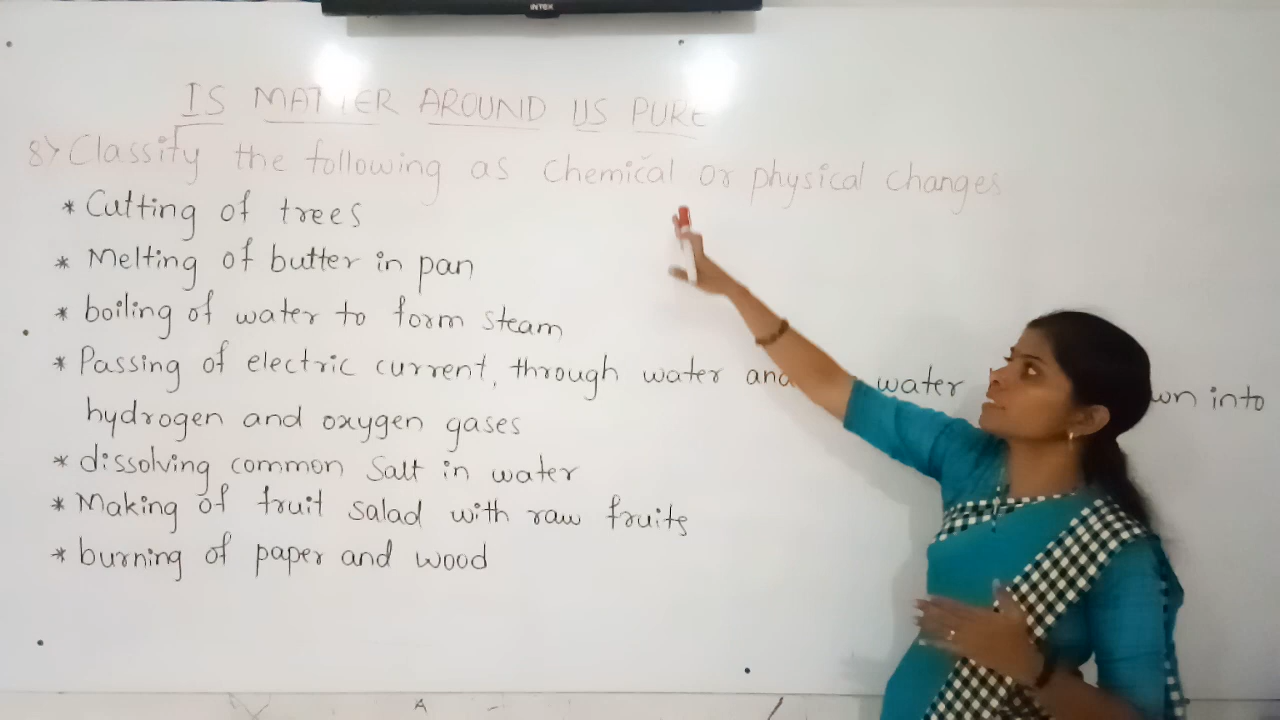 INTEX
IS MATTER AROUND US PURE
8) Classify the following as chemical or physical changes
* Cutting of trees
* Melting of butter in pan
* boiling of water to form steam
* Passing of electric current, through water and water into
hydrogen and oxygen gases
* dissolving common salt in water
* Making of fruit salad with raw fruits
* burning of paper and wood